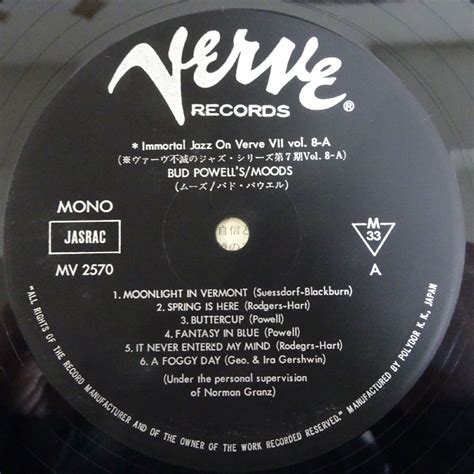 Verve
RECORDS ®
* Immortal Jazz On Verve VII vol. 8-A
(※ヴァーヴ不滅のジャズ・シリーズ第7期Vol. 8-A)
BUD POWELL'S/MOODS
(ムーズ/バド・パウエル)
MONO
JASRAC
MV 2570
自信と
M
33
A
1. MOONLIGHT IN VERMONT (Suessdorf-Blackburn)
2. SPRING IS HERE (Rodgers-Hart)
3. BUTTERCUP (Powell)
4. FANTASY IN BLUE (Powell)
5. IT NEVER ENTERED MY MIND (Rodegrs-Hart)
6. A FOGGY DAY (Geo. & Ira Gershwin)
(Under the personal supervision
of Norman Granz)
"ALL RIGHTS OF THE RECORD MANUFACTURER AND OF THE OWNER OF THE WORK RECORDED RESERVED." MANUFACTURED BY POLYDOR K. K., JAPAN